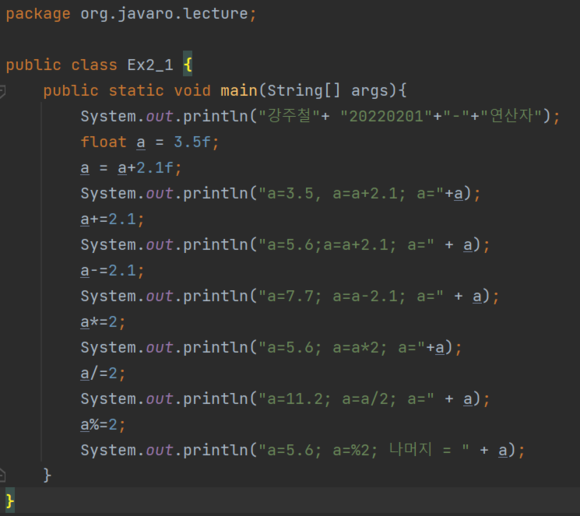 package org.javaro.lecture;
public class Ex2_1 {
public static void main(String[] args){
System.out.println("강주철"+ "20220201"+"-"+"연산자");
float a = 3.5f;
a = a+2.1f;
System.out.println("a=3.5, a=a+2.1; a="+a);
a+=2.1;
System.out.println("a=5.6;a=a+2.1; a=" + a);
a-=2.1;
System.out.println("a=7.7; a=a-2.1; a=" + a);
a*=2;
System.out.println("a=5.6; a=a*2; a="+a);
a/=2;
System.out.println("a=11.2; a=a/2; a=" + a);
a%=2;
System.out.println("a=5.6; a=%2; 나머지 = " + a);
}
}